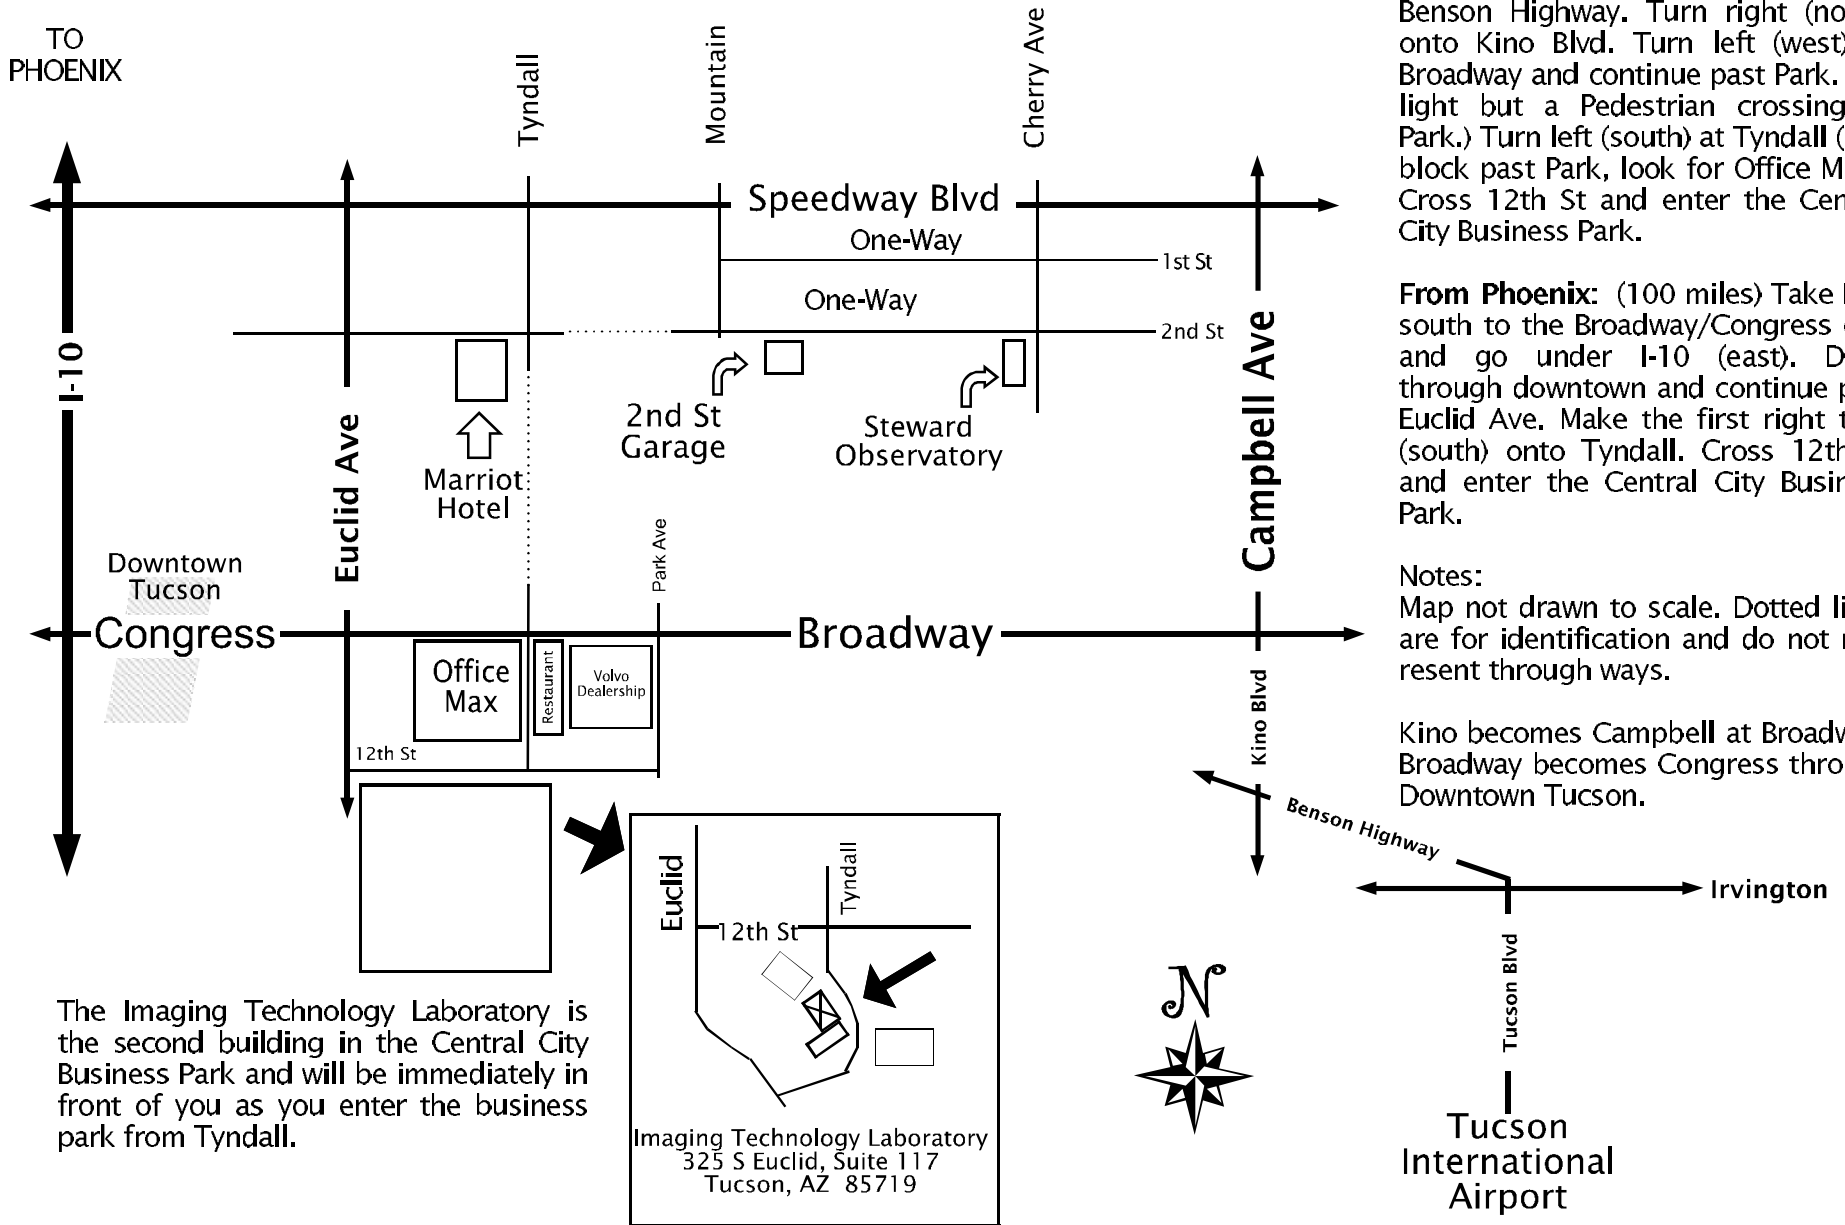 TO
PHOENIX
Tyndall
Mountain
Cherry Ave
Speedway Blvd
One-Way
1st St
One-Way
2nd St
I-10
Euclid Ave
Campbell Ave
Marriot
Hotel
2nd St
Garage
Steward
Observatory
Downtown
Tucson
Park Ave
Congress
Broadway
Office
Max
Restaurant
Volvo
Dealership
12th St
Kino Blvd
Benson Highway
Irvington
Tucson Blvd
Tucson
International
Airport
N
Euclid
Tyndall
12th St
Imaging Technology Laboratory
325 S Euclid, Suite 117
Tucson, AZ 85719
The Imaging Technology Laboratory is
the second building in the Central City
Business Park and will be immediately in
front of you as you enter the business
park from Tyndall.
Benson Highway. Turn right (no
onto Kino Blvd. Turn left (west)
Broadway and continue past Park.
light but a Pedestrian crossing
Park.) Turn left (south) at Tyndall (
block past Park, look for Office M
Cross 12th St and enter the Cen
City Business Park.
From Phoenix: (100 miles) Take
south to the Broadway/Congress
and go under I-10 (east). D
through downtown and continue p
Euclid Ave. Make the first right t
(south) onto Tyndall. Cross 12th
and enter the Central City Busin
Park.
Notes:
Map not drawn to scale. Dotted li
are for identification and do not r
resent through ways.
Kino becomes Campbell at Broadw
Broadway becomes Congress thro
Downtown Tucson.